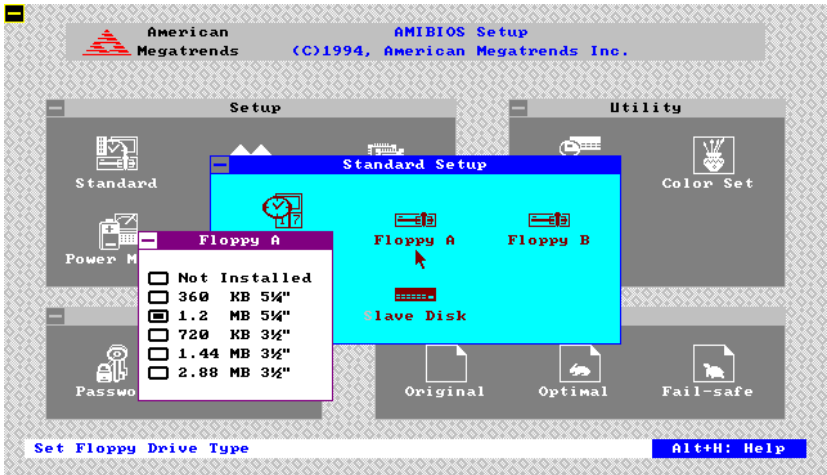 American
Megatrends
AMIBIOS Setup
(C)1994, American Megatrends Inc.
Setup
Utility
Standard
Color Set
Power M
Standard Setup
Floppy A
Floppy B
Slave Disk
Floppy A
Not Installed
360 KB 5¼"
1.2 MB 5¼"
720 KB 3½"
1.44 MB 3½"
2.88 MB 3½"
Passwo
Original
Optimal
Fail-safe
Set Floppy Drive Type
Alt+H: Help